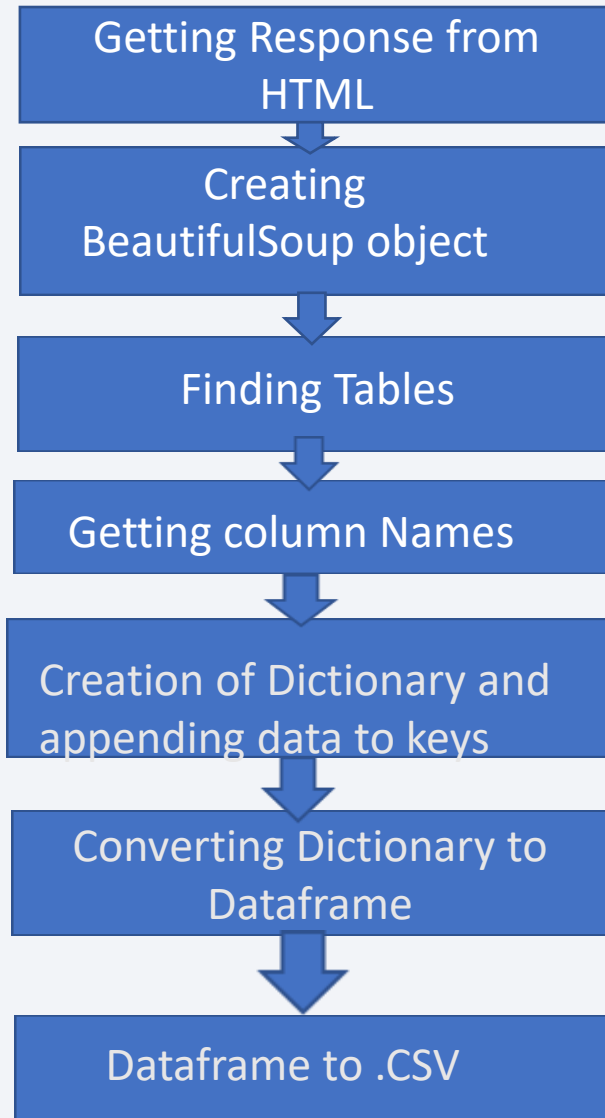 Getting Response from
HTML
Creating
BeautifulSoup object
Finding Tables
Getting column Names
Creation of Dictionary and
appending data to keys
Converting Dictionary to
Dataframe
Dataframe to .CSV